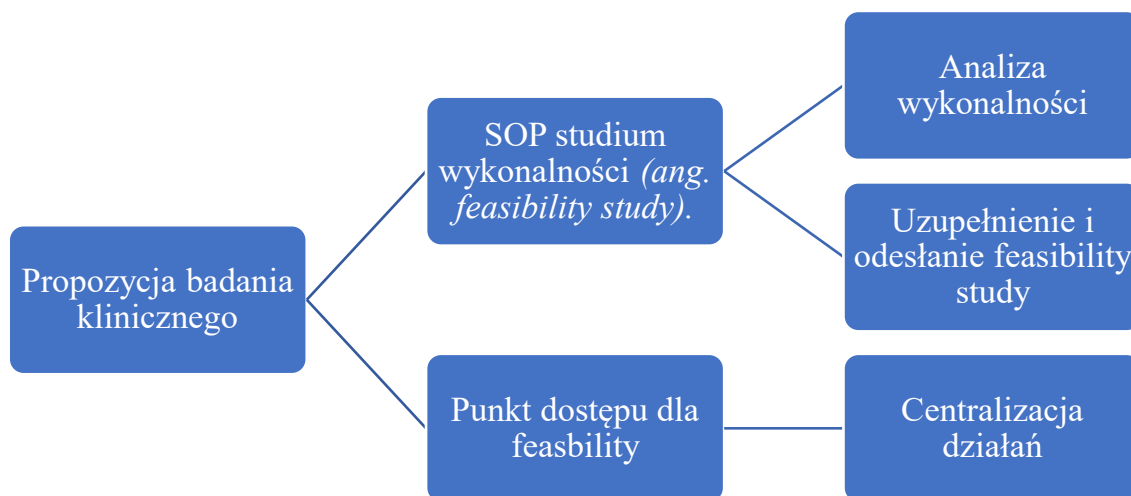 Propozycja badania
klinicznego
SOP studium
wykonalności (ang.
feasibility study).
Analiza
wykonalności
Uzupełnienie i
odesłanie feasibility
study
Punkt dostępu dla
feasbility
Centralizacja
działań